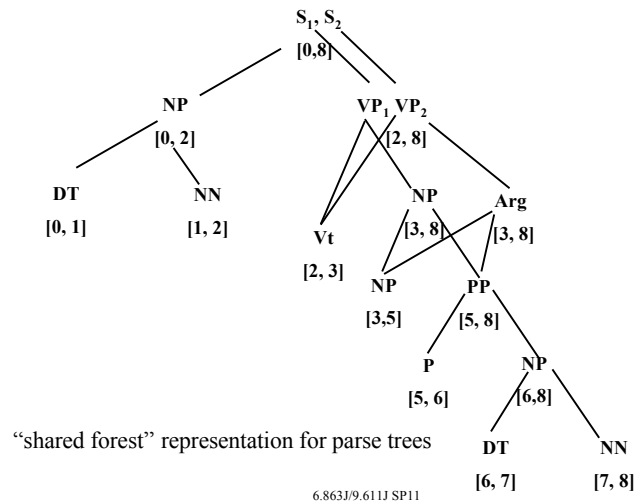 S₁, S₂
[0,8]
NP
VP₁ VP₂
[0, 2]
[2, 8]
DT
NN
NP
Arg
[0, 1]
[1, 2]
Vt
[3, 8]
[3, 8]
[2, 3]
NP
PP
[3,5]
[5, 8]
P
NP
[5, 6]
[6,8]
“shared forest” representation for parse trees
DT
NN
[6, 7]
[7, 8]
6.863J/9.611J SP11